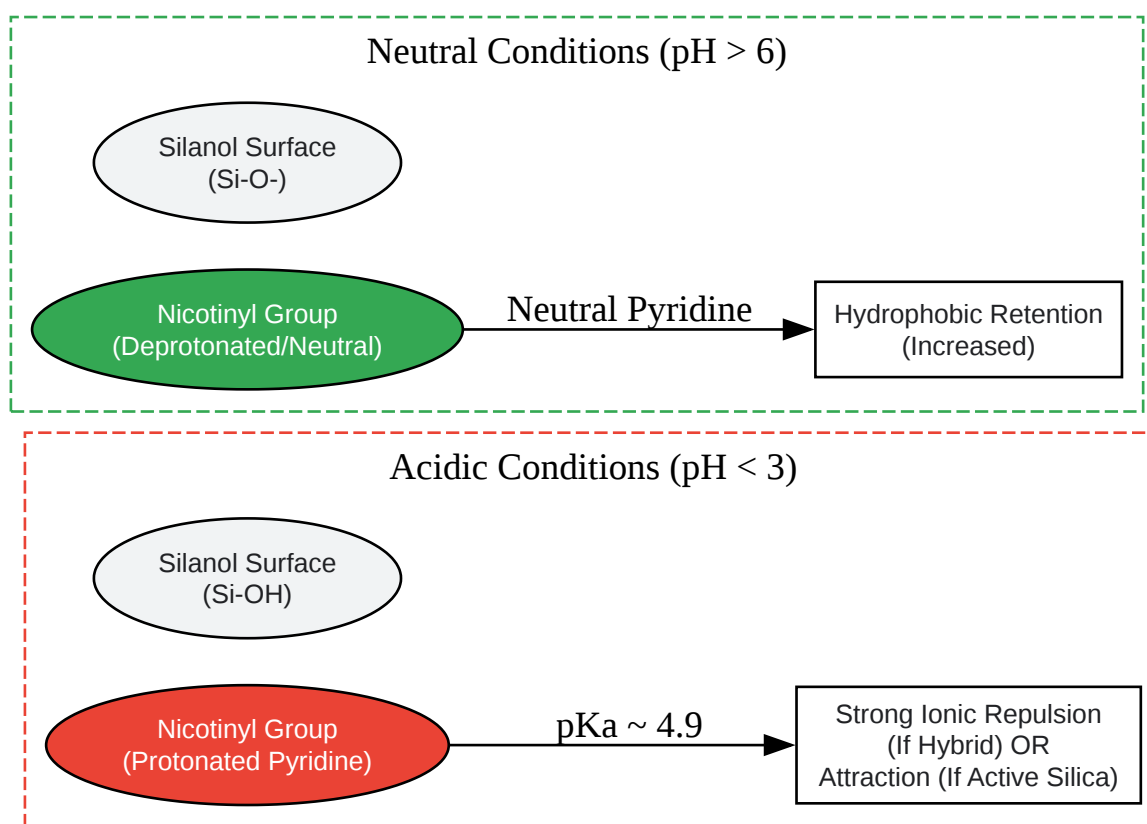 Neutral Conditions (pH > 6)
Silanol Surface
(Si-O-)
Nicotinyl Group
(Deprotonated/Neutral)
Neutral Pyridine
Hydrophobic Retention
(Increased)
Acidic Conditions (pH < 3)
Silanol Surface
(Si-OH)
Nicotinyl Group
(Protonated Pyridine)
pKa ~ 4.9
Strong Ionic Repulsion
(If Hybrid) OR
Attraction (If Active Silica)